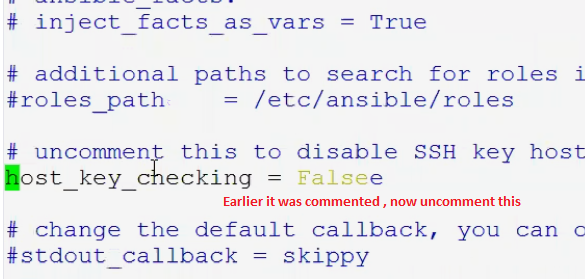 # inject_facts_as_vars = True
# additional paths to search for roles i
#roles_path = /etc/ansible/roles
# uncomment this to disable SSH key host
host_key_checking = Falsee
Earlier it was commented , now uncomment this
# change the default callback, you can o
#stdout_callback = skippy